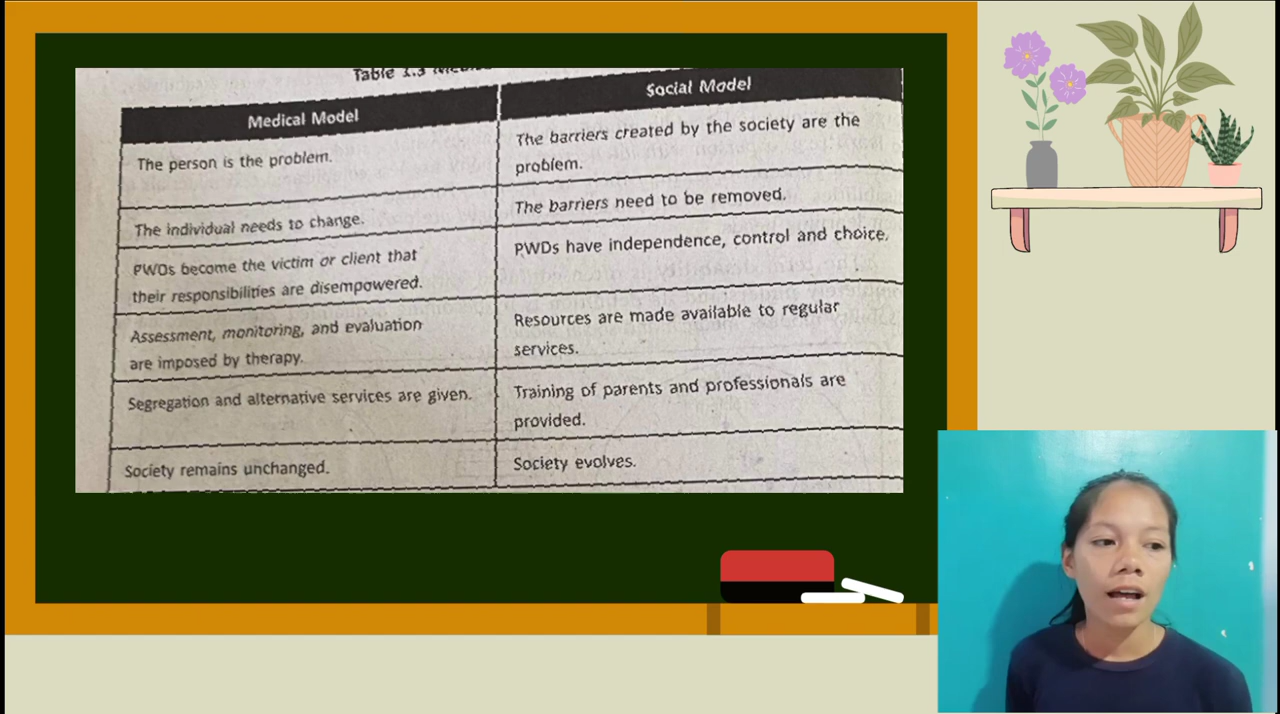 Table 1.3
Medical Model
Social Model
The person is the problem.
The barriers created by the society are the
problem.
The individual needs to change.
The barriers need to be removed.
PWDs become the victim or client that
their responsibilities are disempowered.
PWDs have independence, control and choice.
Assessment, monitoring, and evaluation
are imposed by therapy.
Resources are made available to regular
services.
Segregation and alternative services are given.
Training of parents and professionals are
provided.
Society remains unchanged.
Society evolves.